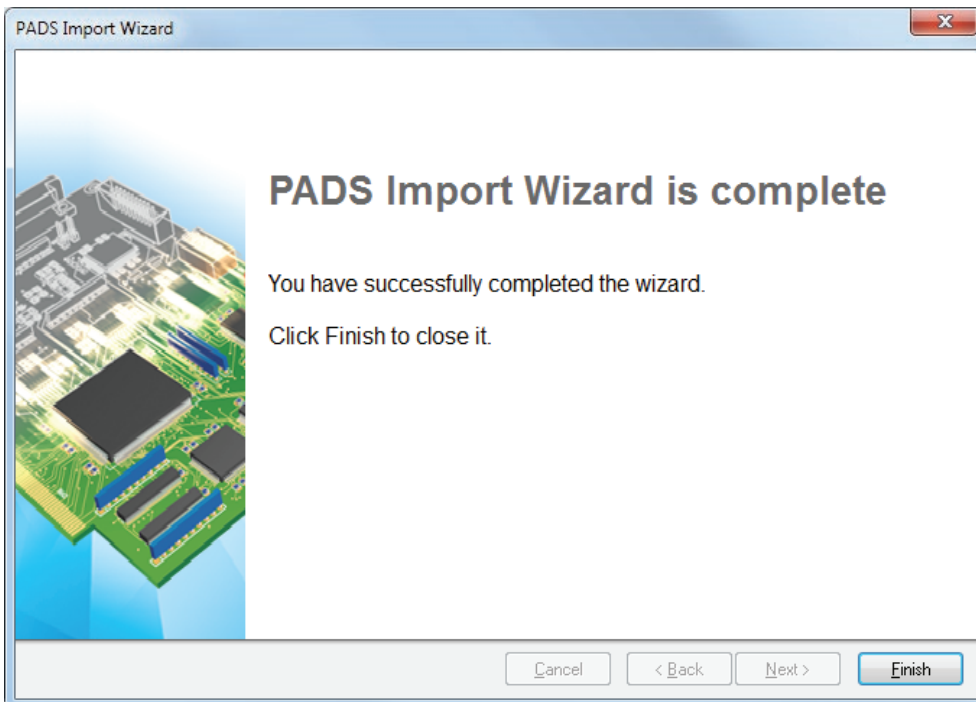 PADS Import Wizard
PADS Import Wizard is complete
You have successfully completed the wizard.
Click Finish to close it.
Cancel
< Back
Next >
Finish